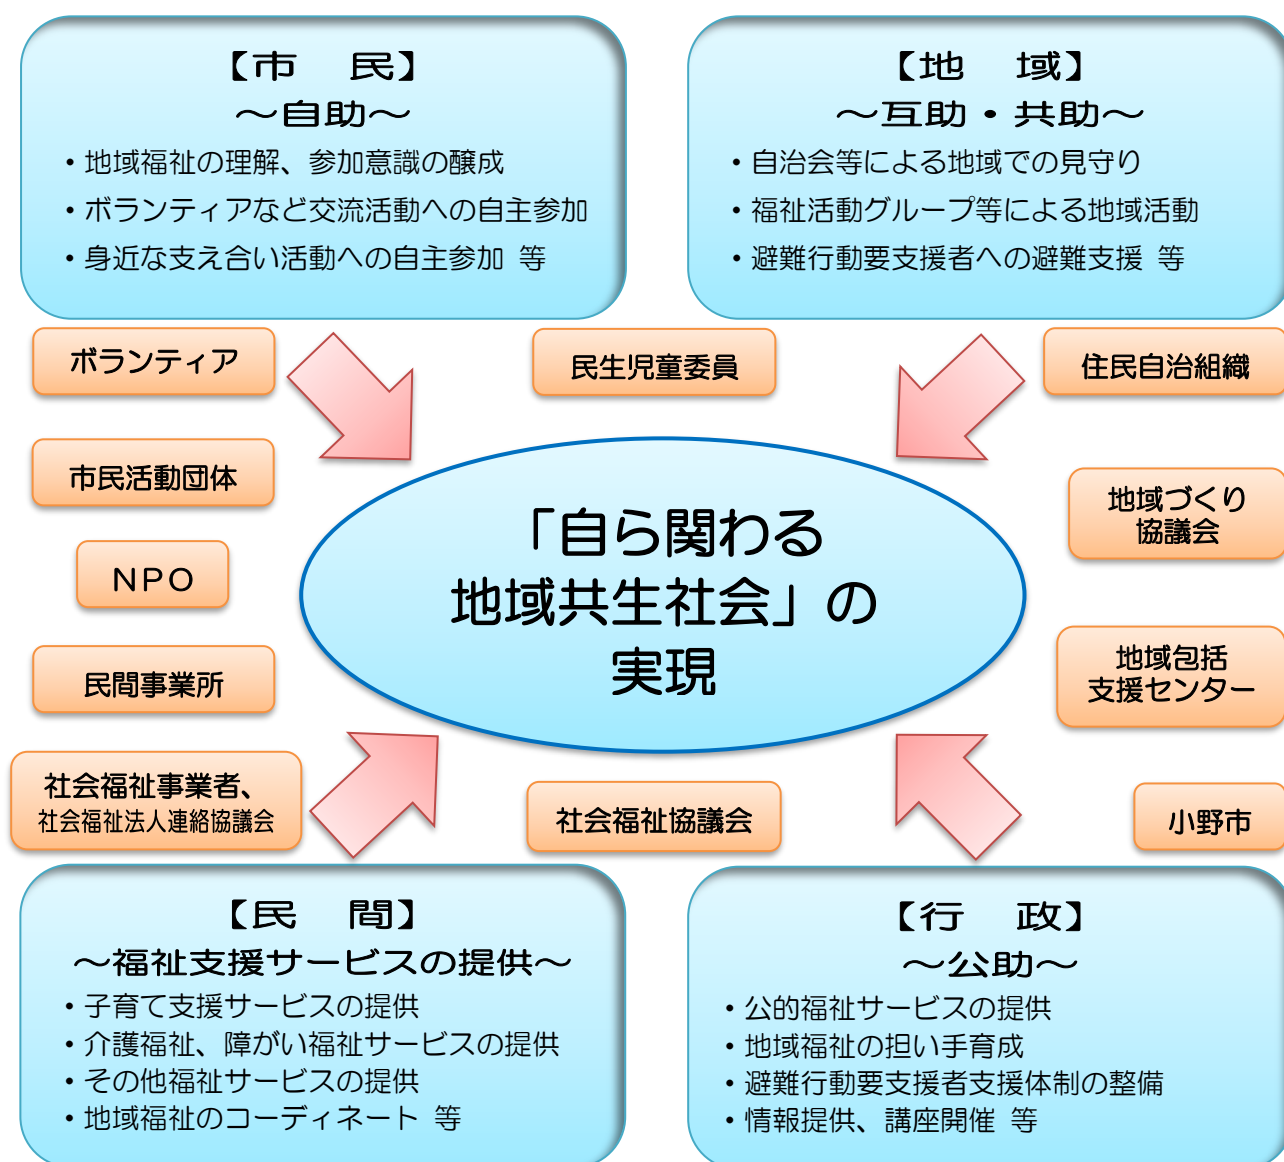 【市　民】
～自助～
・地域福祉の理解、参加意識の醸成
・ボランティアなど交流活動への自主参加
・身近な支え合い活動への自主参加 等
【地　域】
～互助・共助～
・自治会等による地域での見守り
・福祉活動グループ等による地域活動
・避難行動要支援者への避難支援 等
ボランティア
民生児童委員
住民自治組織
市民活動団体
地域づくり
協議会
NPO
「自ら関わる
地域共生社会」の
実現
民間事業所
地域包括
支援センター
社会福祉事業者、
社会福祉法人連絡協議会
社会福祉協議会
小野市
【民　間】
～福祉支援サービスの提供～
・子育て支援サービスの提供
・介護福祉、障がい福祉サービスの提供
・その他福祉サービスの提供
・地域福祉のコーディネート 等
【行　政】
～公助～
・公的福祉サービスの提供
・地域福祉の担い手育成
・避難行動要支援者支援体制の整備
・情報提供、講座開催 等